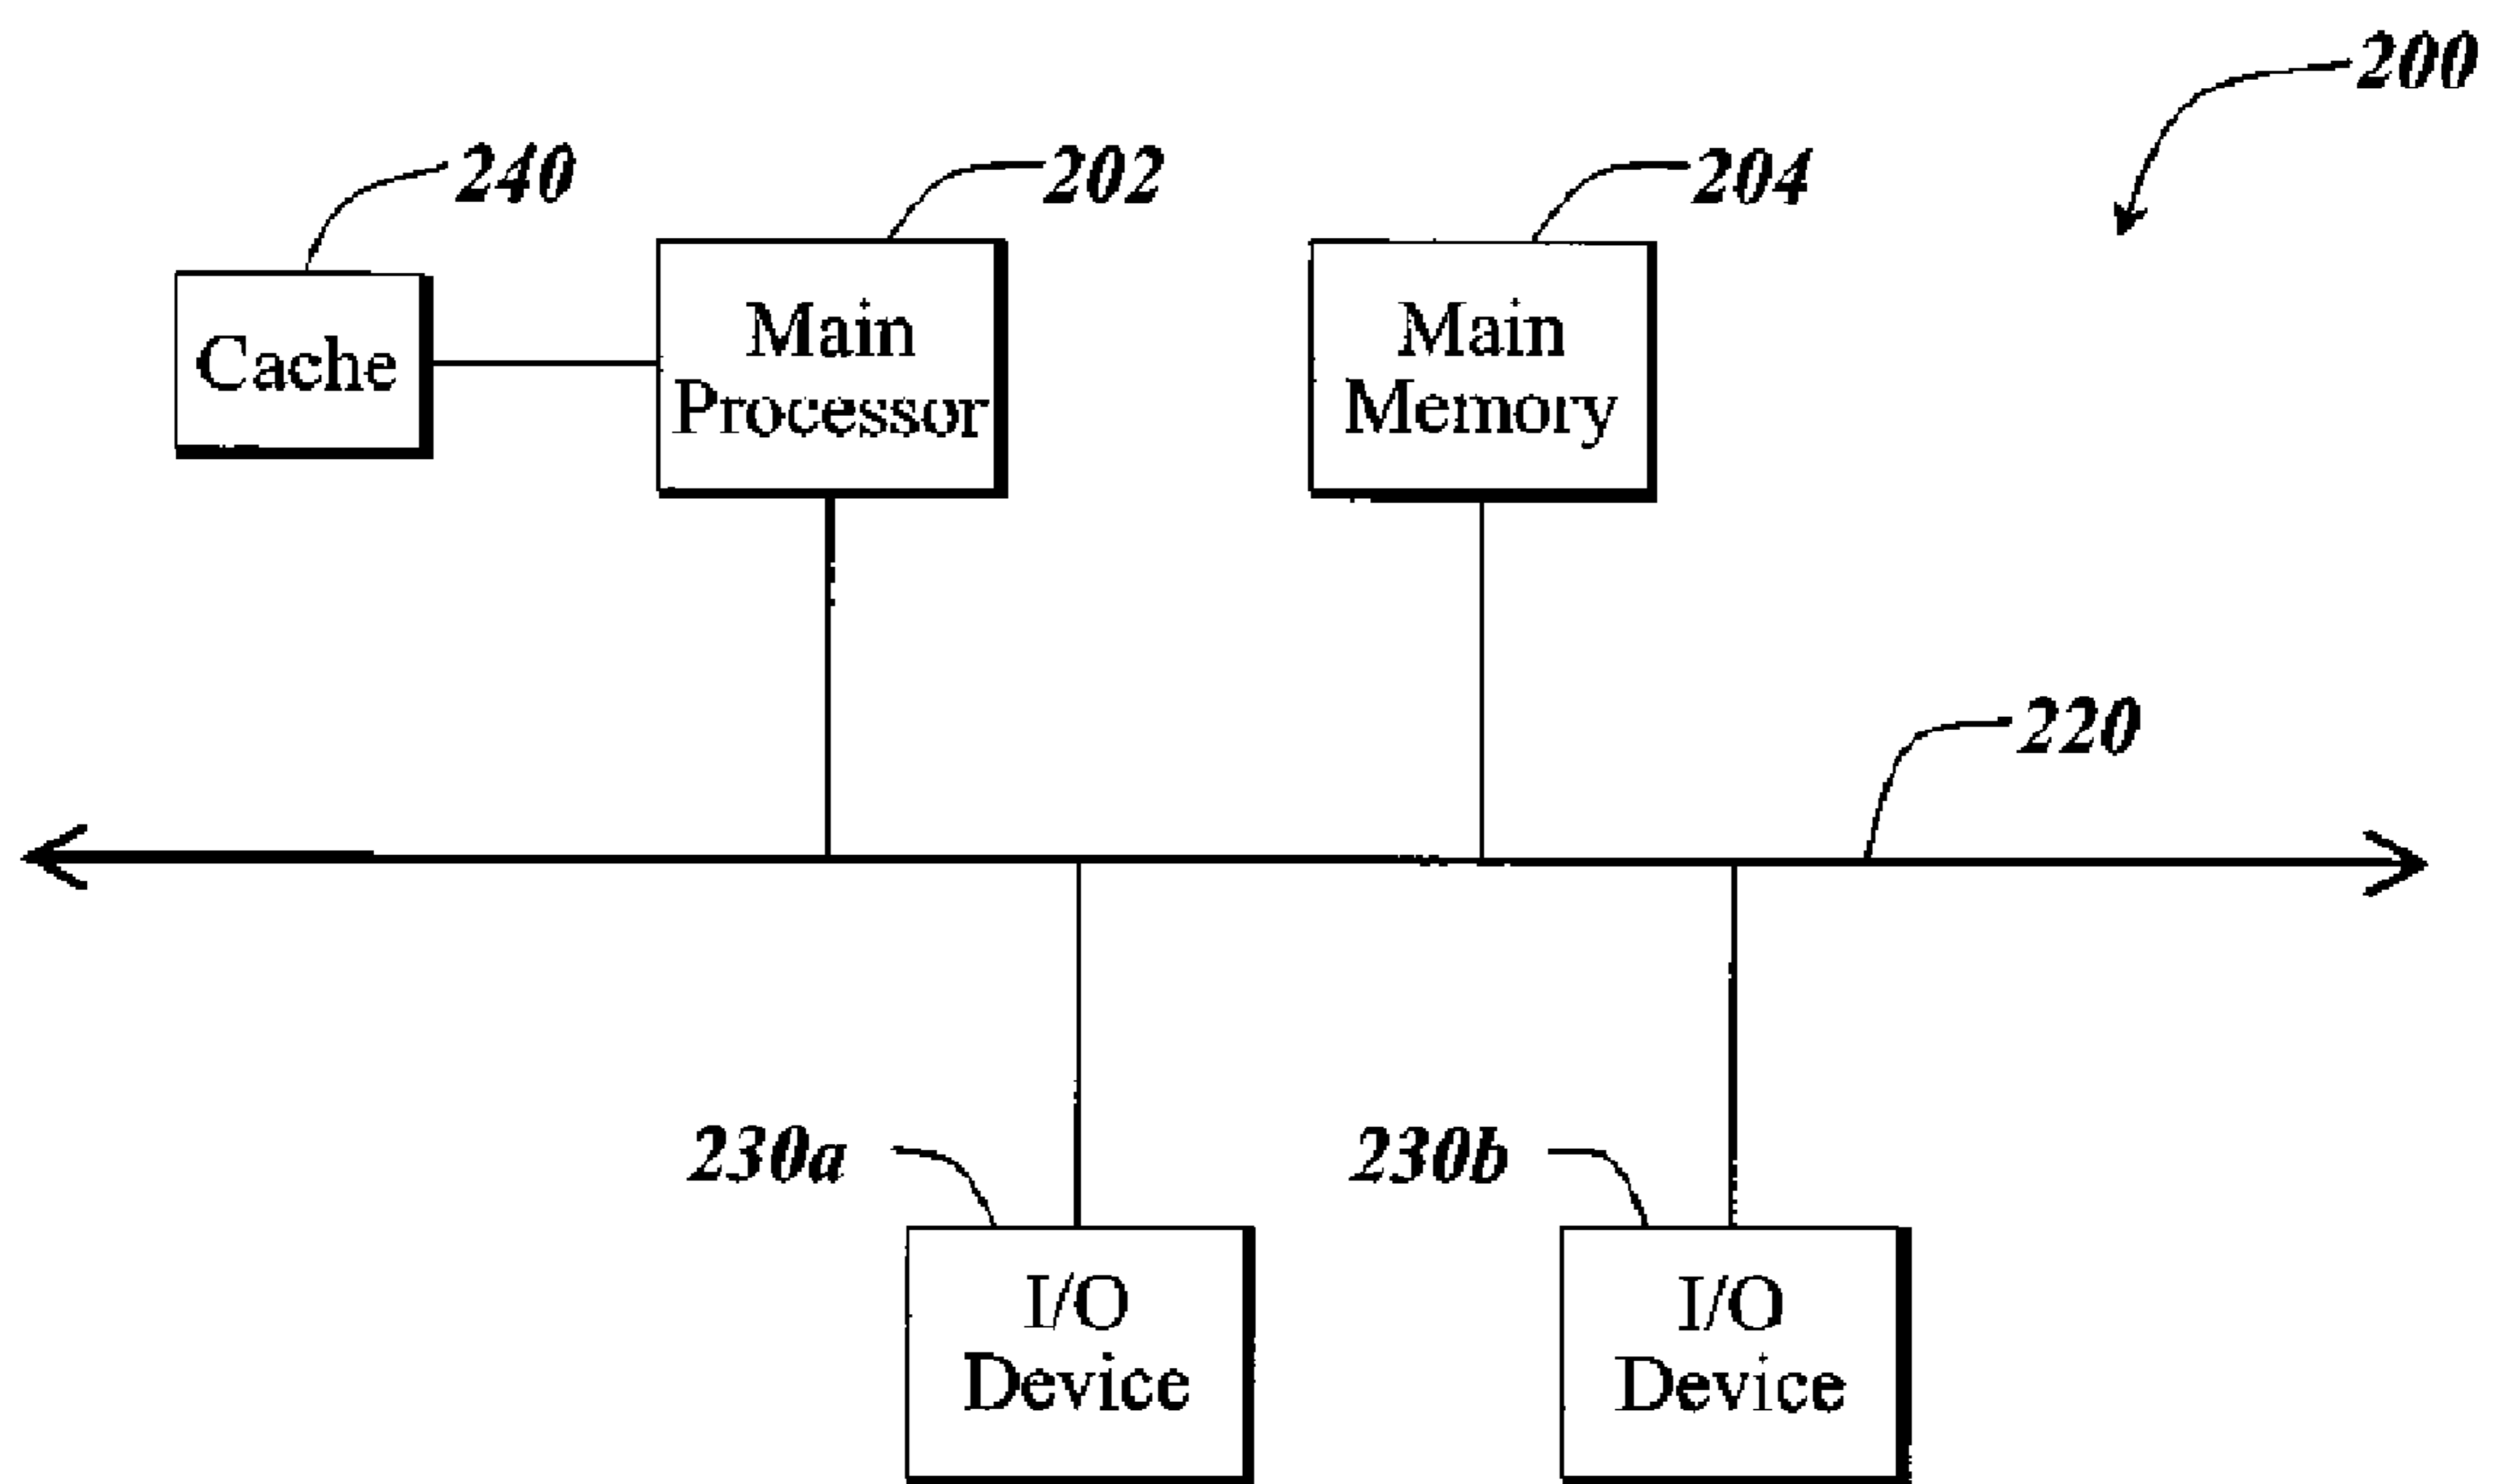 200
240
202
204
Cache
Main
Processor
Main
Memory
220
230a
230b
I/O
Device
I/O
Device